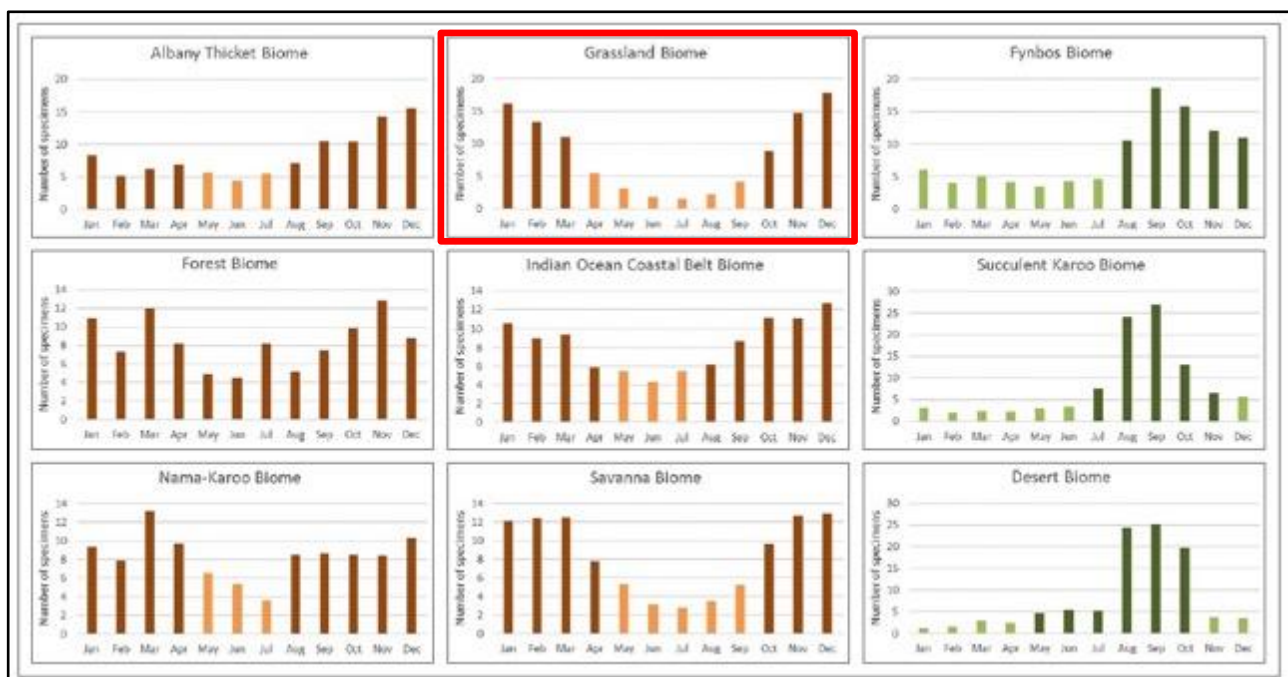 Albany Thicket Biome
Number of specimens
20
15
10
5
0
Jan Feb Mar Apr May Jun Jul Aug Sep Oct Nov Dec
Grassland Biome
Number of specimens
20
15
10
5
0
Jan Feb Mar Apr May Jun Jul Aug Sep Oct Nov Dec
Fynbos Biome
Number of specimens
20
15
10
5
0
Jan Feb Mar Apr May Jun Jul Aug Sep Oct Nov Dec
Forest Biome
Number of specimens
14
12
10
8
6
4
2
0
Jan Feb Mar Apr May Jun Jul Aug Sep Oct Nov Dec
Indian Ocean Coastal Belt Biome
Number of specimens
14
12
10
8
6
4
2
0
Jan Feb Mar Apr May Jun Jul Aug Sep Oct Nov Dec
Succulent Karoo Biome
Number of specimens
30
25
20
15
10
5
0
Jan Feb Mar Apr May Jun Jul Aug Sep Oct Nov Dec
Nama-Karoo Biome
Number of specimens
14
12
10
8
6
4
2
0
Jan Feb Mar Apr May Jun Jul Aug Sep Oct Nov Dec
Savanna Biome
Number of specimens
14
12
10
8
6
4
2
0
Jan Feb Mar Apr May Jun Jul Aug Sep Oct Nov Dec
Desert Biome
Number of specimens
30
25
20
15
10
5
0
Jan Feb Mar Apr May Jun Jul Aug Sep Oct Nov Dec